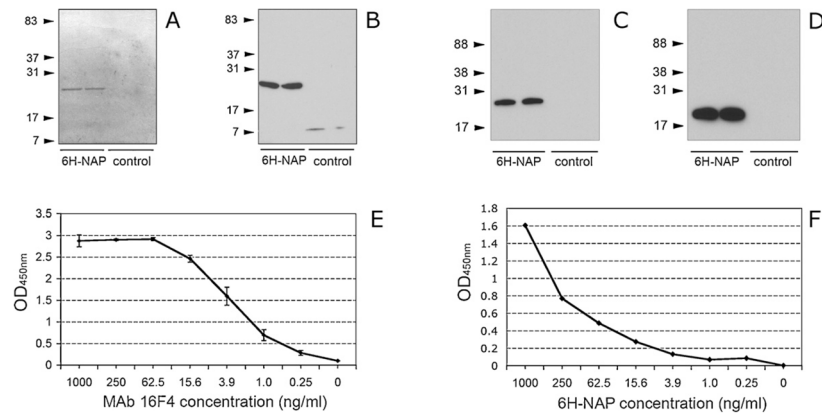 A
83
37
31
17
7
6H-NAP control
B
83
37
31
17
7
6H-NAP control
C
88
38
31
17
6H-NAP control
D
88
38
31
17
6H-NAP control
E
OD450nm
3.5
3
2.5
2
1.5
1
0.5
0
1000 250 62.5 15.6 3.9 1.0 0.25 0
MAb 16F4 concentration (ng/ml)
F
OD450nm
1.8
1.6
1.4
1.2
1
0.8
0.6
0.4
0.2
0
1000 250 62.5 15.6 3.9 1.0 0.25 0
6H-NAP concentration (ng/ml)